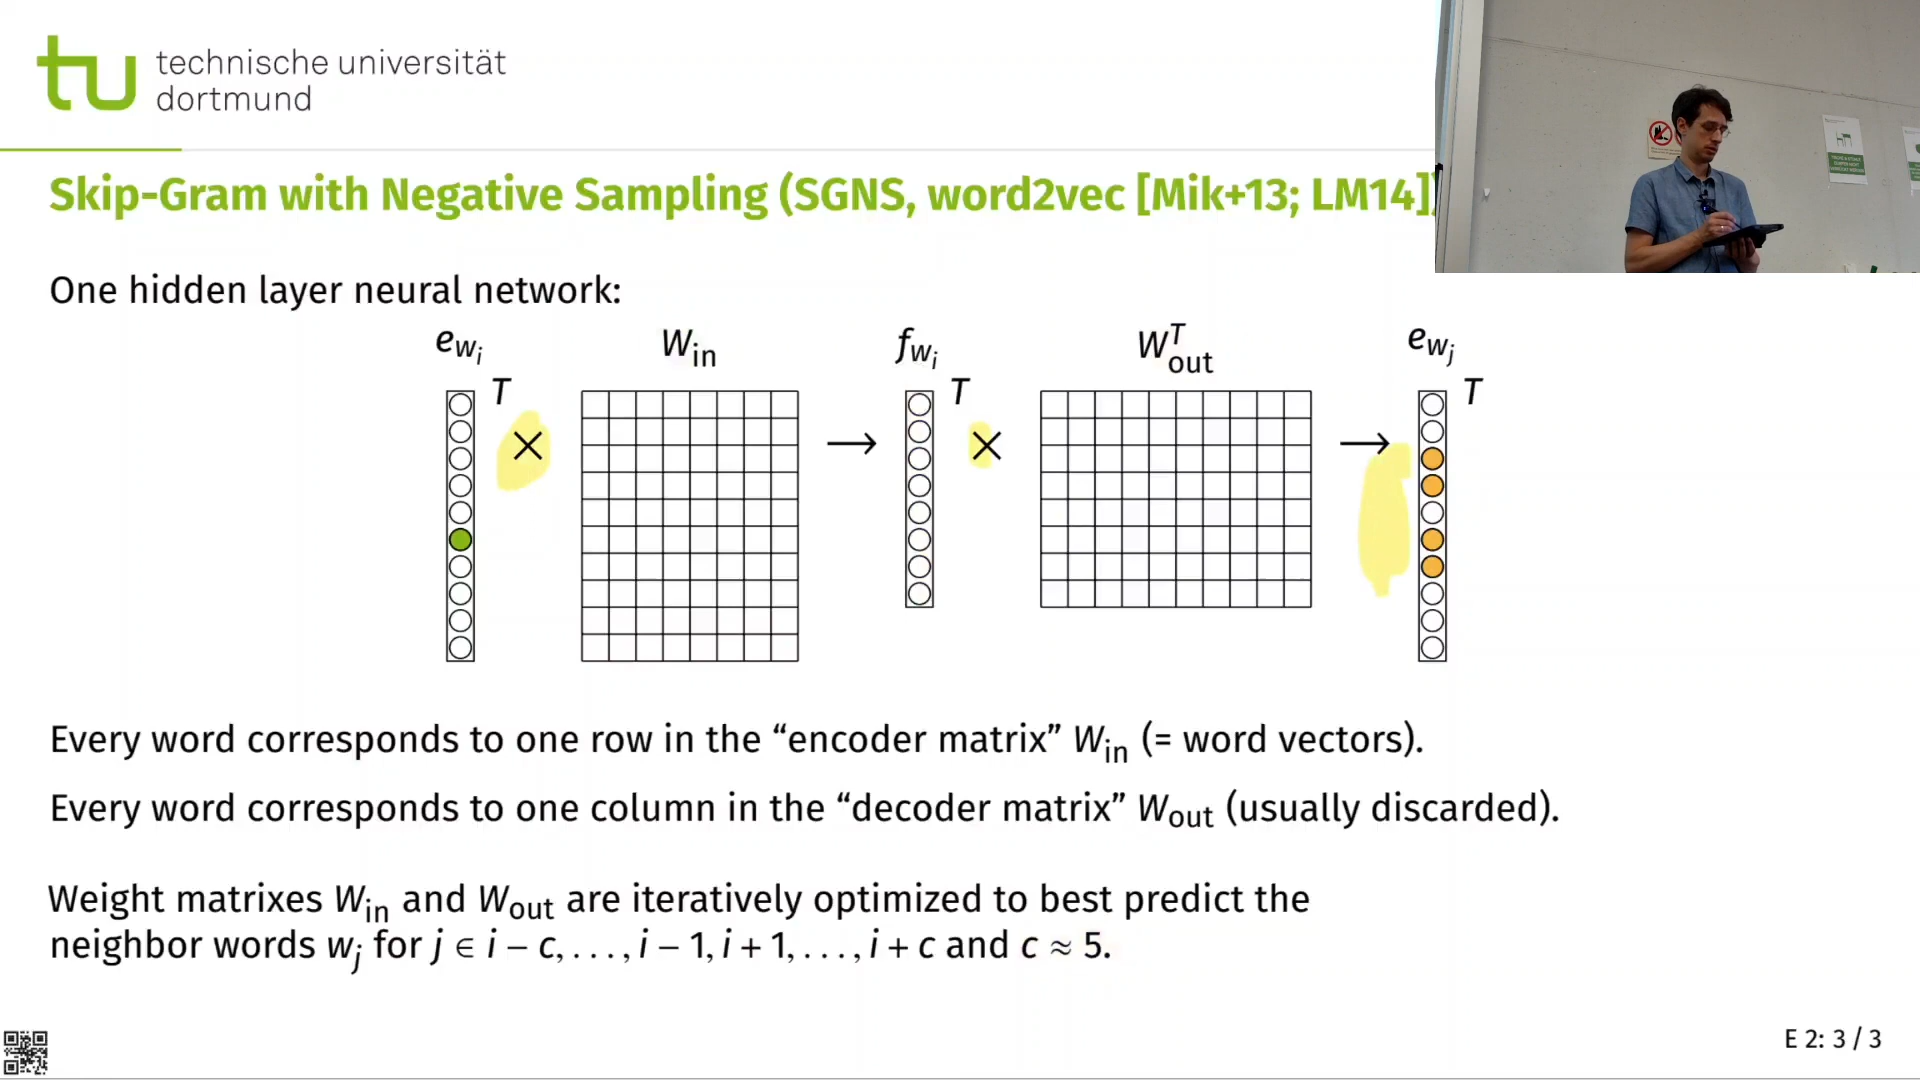 technische universität
dortmund
Skip-Gram with Negative Sampling (SGNS, word2vec [Mik+13; LM14])
One hidden layer neural network:
e_{w_i} W_in f_{w_i} W^T_out e_{w_j}
T × → T × → T
Every word corresponds to one row in the “encoder matrix” W_in (= word vectors).
Every word corresponds to one column in the “decoder matrix” W_out (usually discarded).
Weight matrixes W_in and W_out are iteratively optimized to best predict the
neighbor words w_j for j ∈ i − c, . . . , i − 1, i + 1, . . . , i + c and c ≈ 5.
E 2: 3 / 3